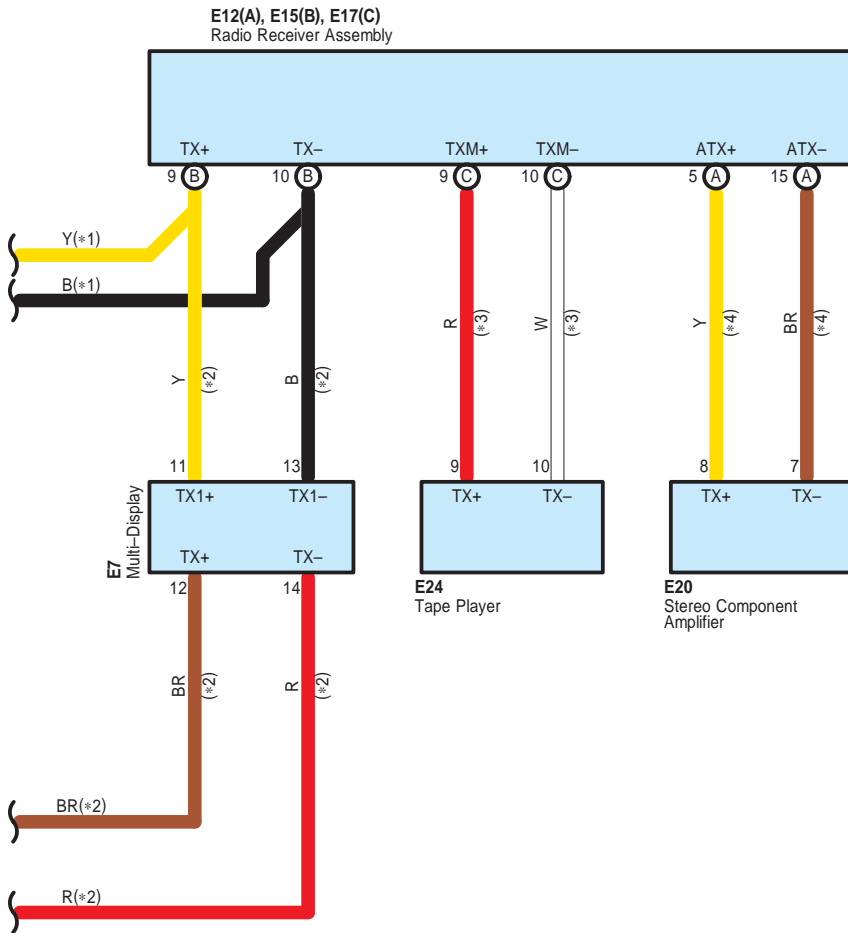 E12(A), E15(B), E17(C)
Radio Receiver Assembly
TX+ TX– TXM+ TXM– ATX+ ATX–
9 B 10 B 9 C 10 C 5 A 15 A
Y(*1)
B(*1)
Y (*2) B (*2) R (*3) W (*3) Y (*4) BR (*4)
11 13 9 10 8 7
TX1+ TX1– TX+ TX– TX+ TX–
E7
Multi–Display
TX+ TX–
12 14
E24
Tape Player
E20
Stereo Component
Amplifier
BR (*2) R (*2)
BR(*2)
R(*2)